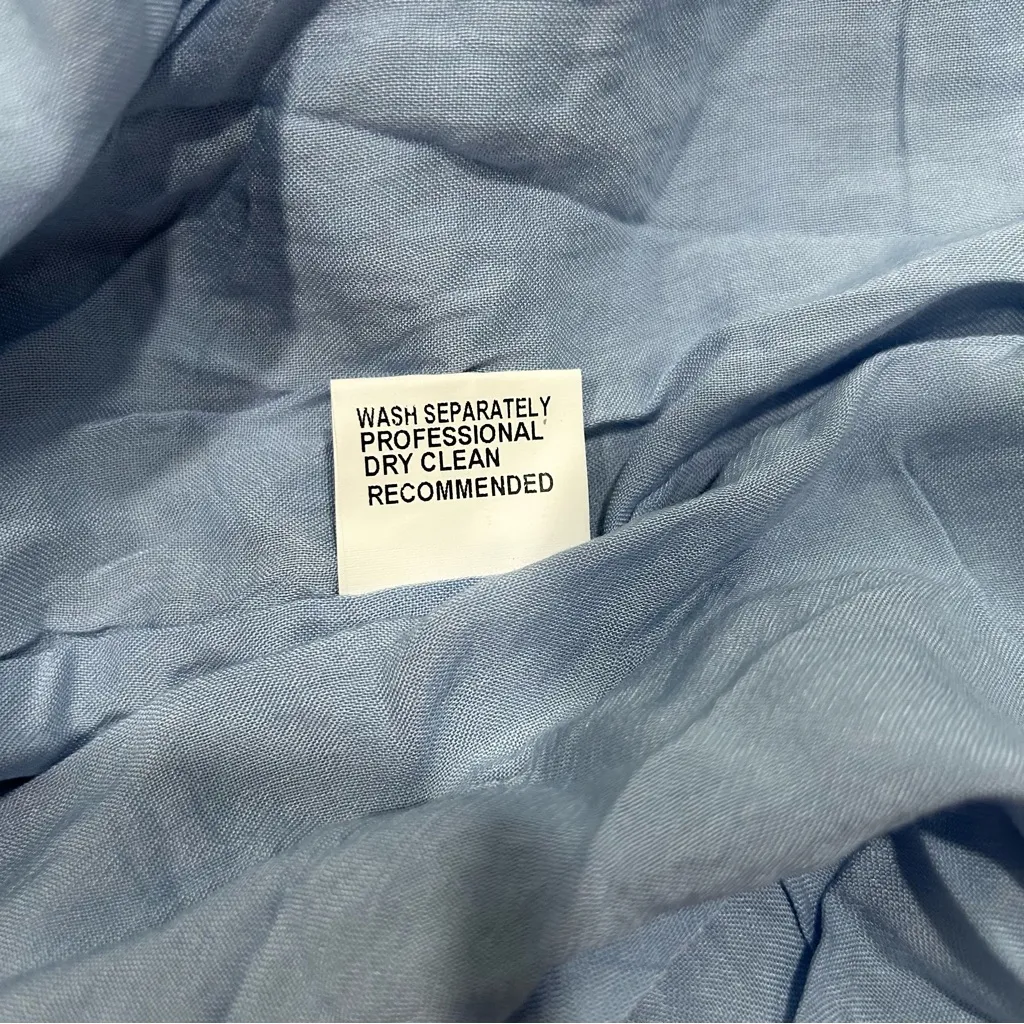 WASH SEPARATELY
PROFESSIONAL
DRY CLEAN
RECOMMENDED